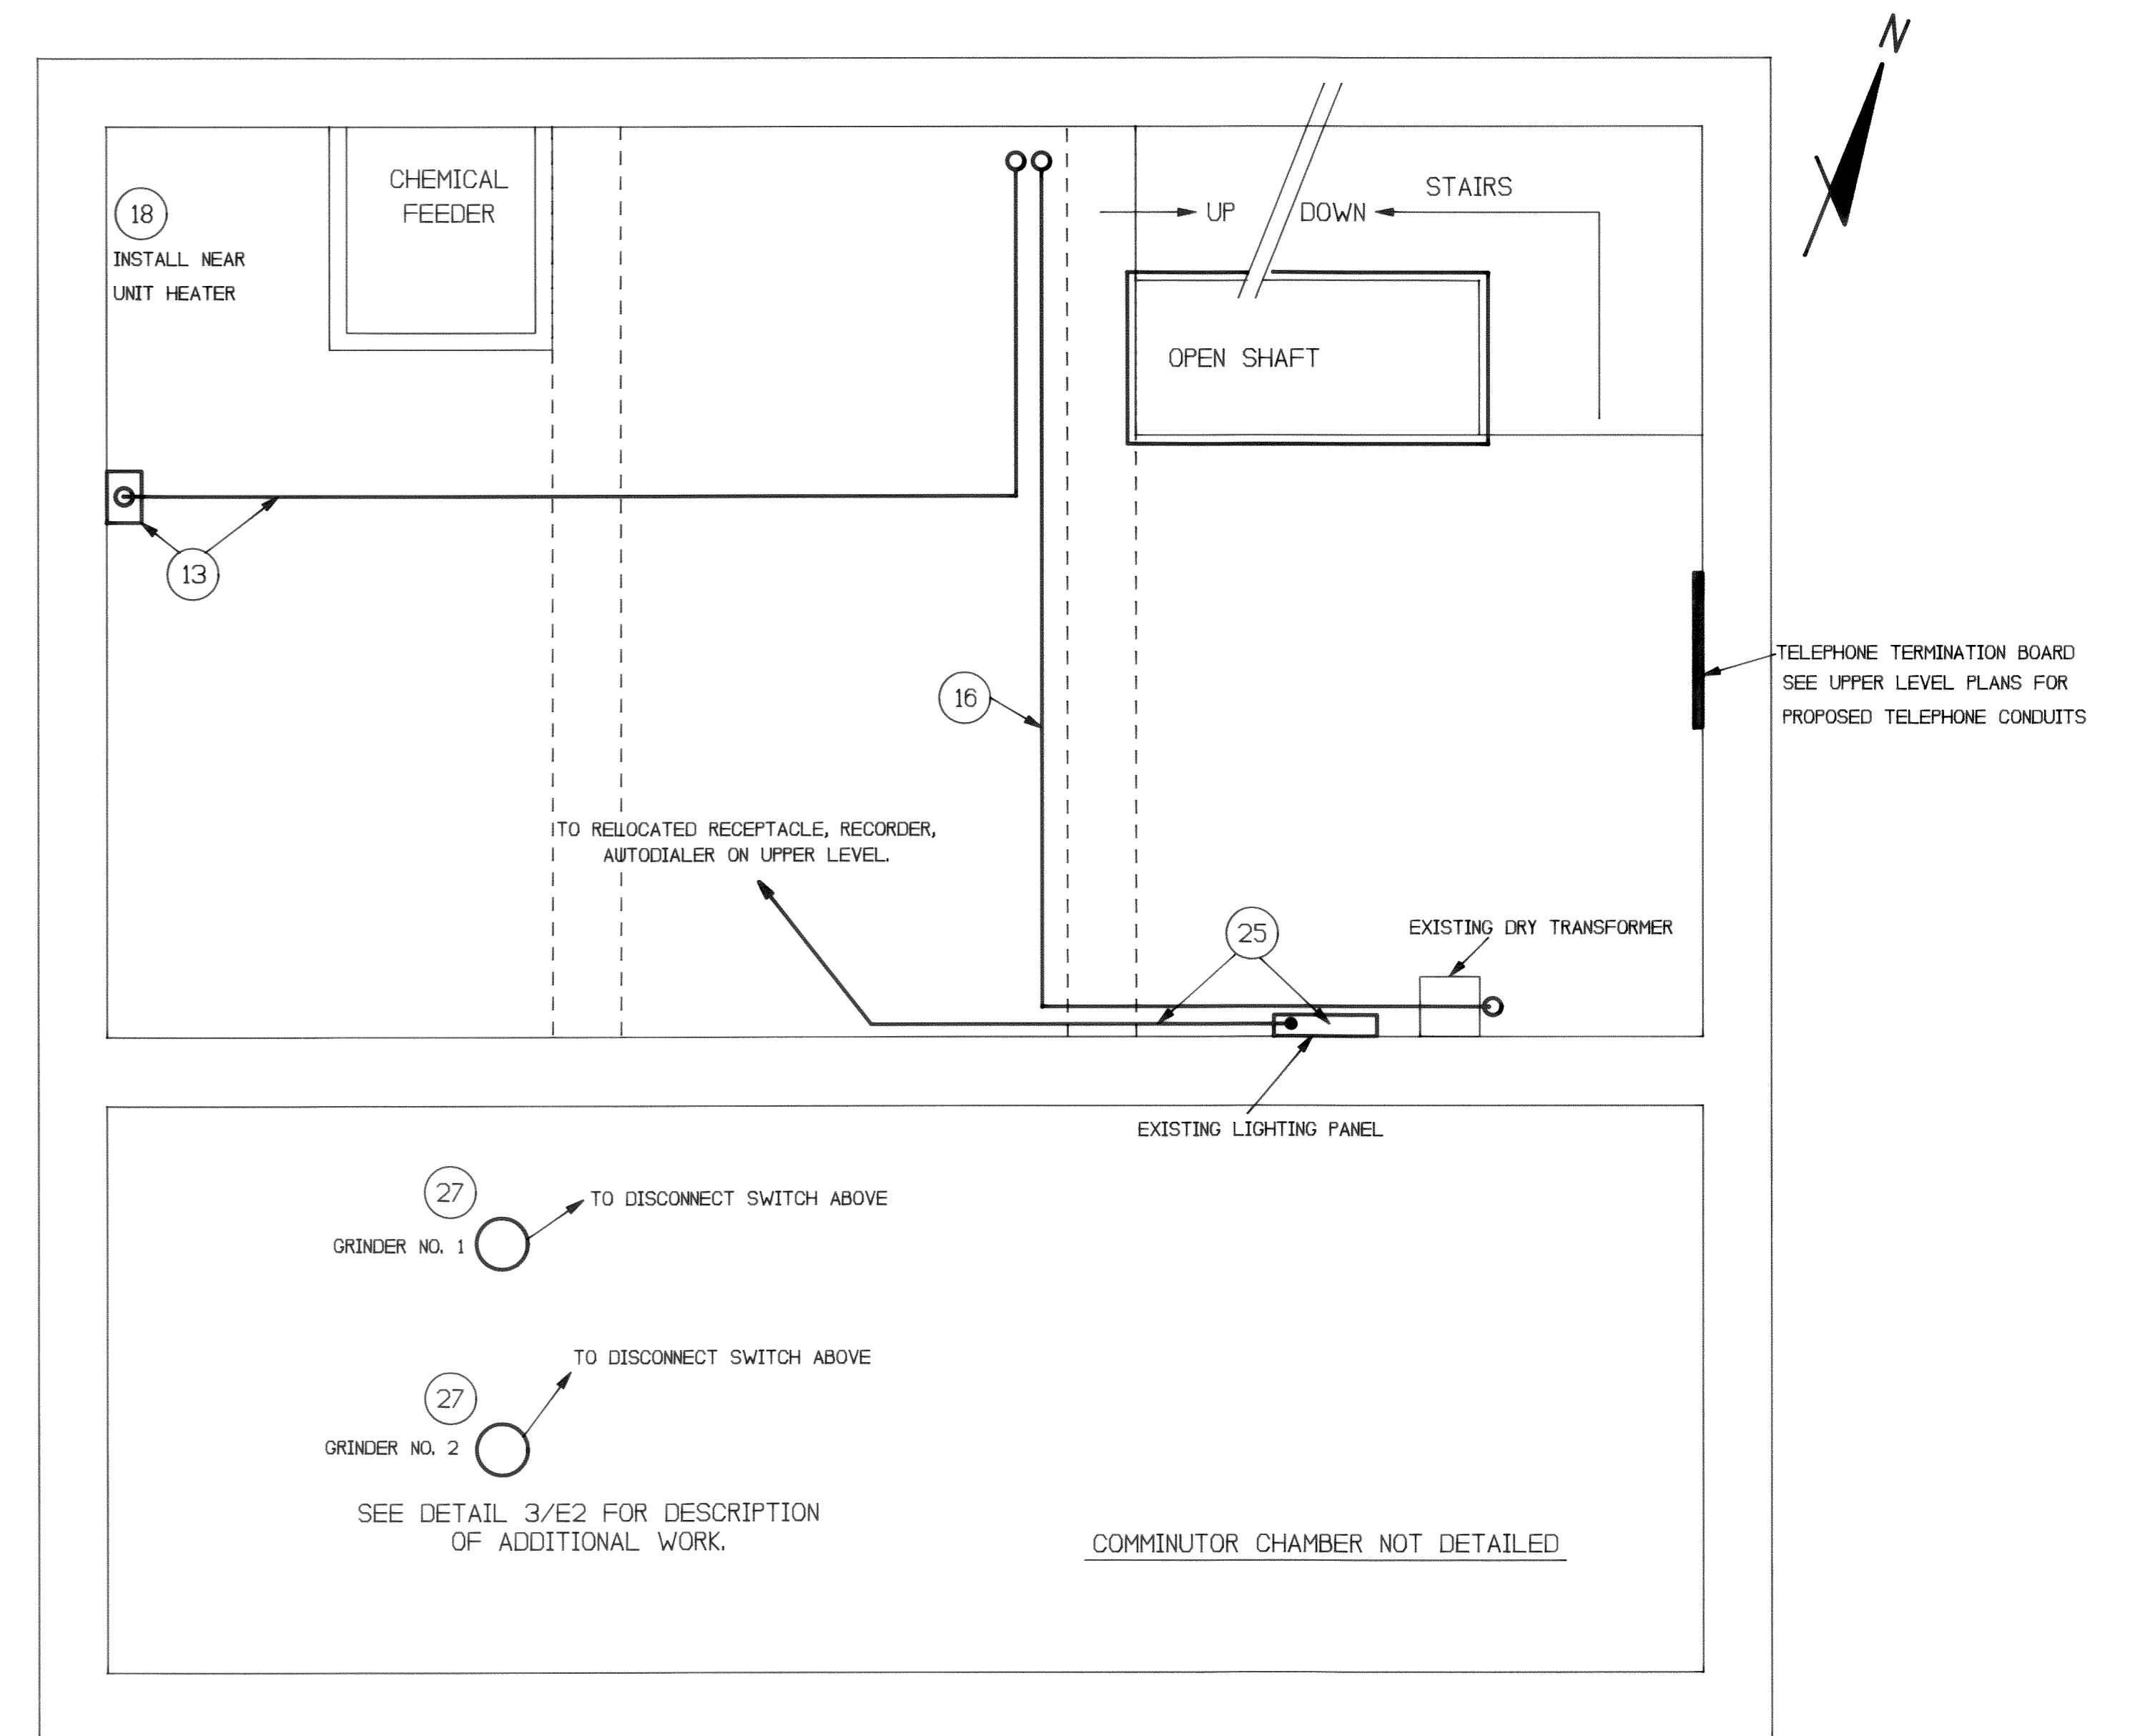 N
CHEMICAL
FEEDER
18
INSTALL NEAR
UNIT HEATER
STAIRS
UP
DOWN
OPEN SHAFT
13
16
TELEPHONE TERMINATION BOARD
SEE UPPER LEVEL PLANS FOR
PROPOSED TELEPHONE CONDUITS
TO RELOCATED RECEPTACLE, RECORDER,
AUTODIALER ON UPPER LEVEL.
25
EXISTING DRY TRANSFORMER
EXISTING LIGHTING PANEL
27
TO DISCONNECT SWITCH ABOVE
GRINDER NO. 1
TO DISCONNECT SWITCH ABOVE
27
GRINDER NO. 2
SEE DETAIL 3/E2 FOR DESCRIPTION
OF ADDITIONAL WORK.
COMMINUTOR CHAMBER NOT DETAILED